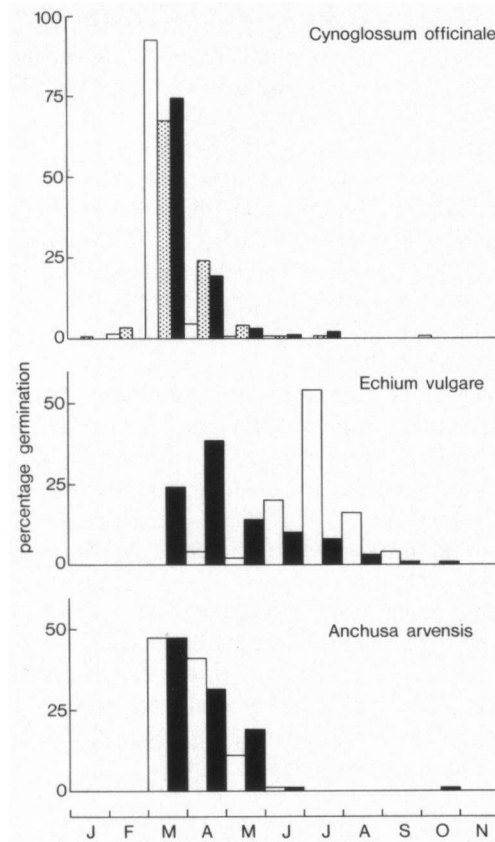 100
Cynoglossum officinale
75
50
25
0
percentage germination
50
Echium vulgare
25
0
50
Anchusa arvensis
25
0
J F M A M J J A S O N